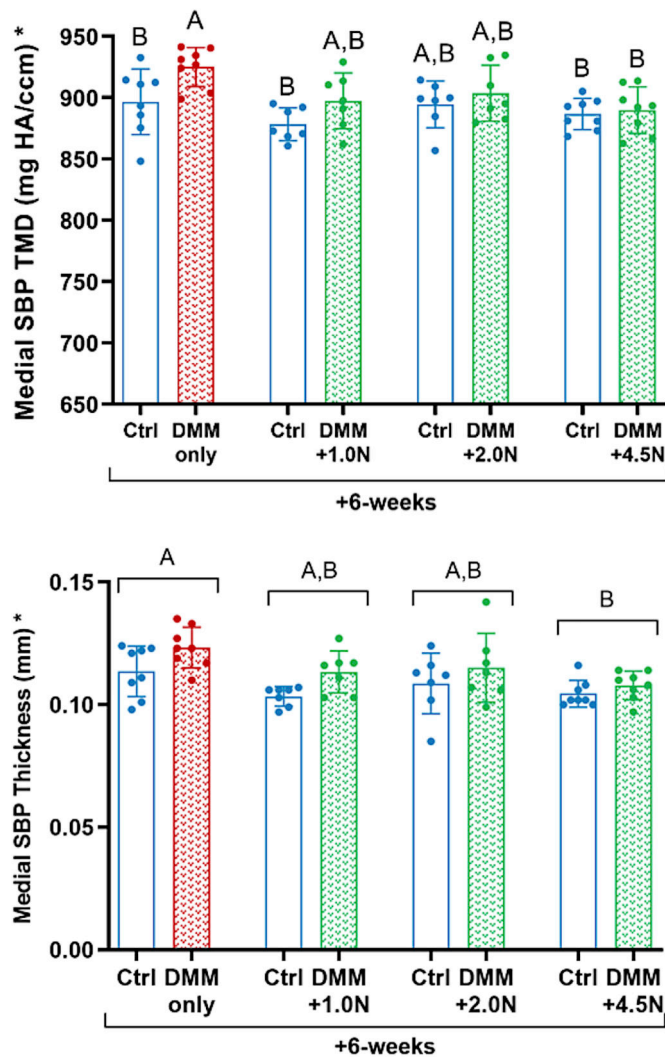 Medial SBP TMD (mg HA/ccm) *
950
900
850
800
750
700
650
B
A
B
A,B
A,B
A,B
B
B
Ctrl DMM Ctrl DMM Ctrl DMM Ctrl DMM
only +1.0N +2.0N +4.5N
+6-weeks
Medial SBP Thickness (mm) *
0.15
0.10
0.05
0.00
A
A,B
A,B
B
Ctrl DMM Ctrl DMM Ctrl DMM Ctrl DMM
only +1.0N +2.0N +4.5N
+6-weeks